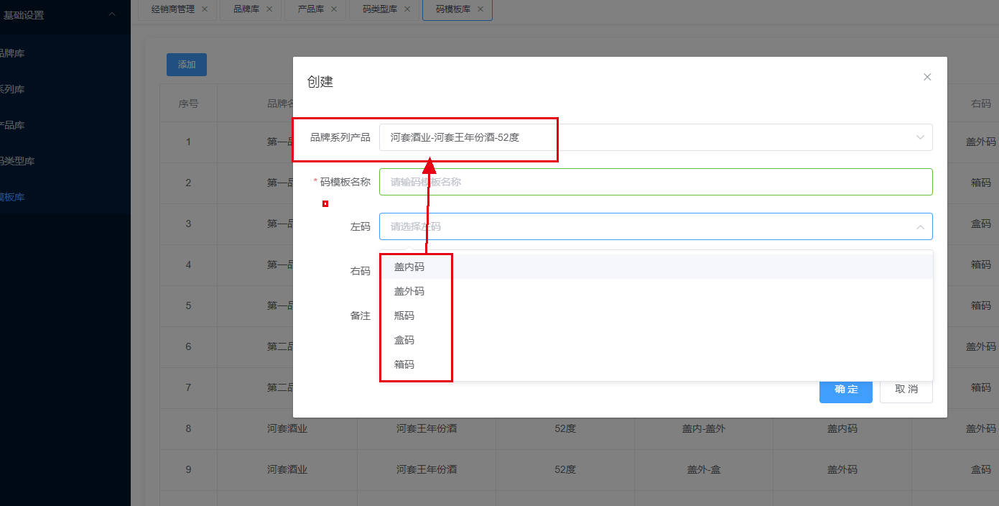 基础设置
经销商管理 × 品牌库 × 产品库 × 码类型库 × 码模板库 ×
品牌库
系列库
产品库
码类型库
模板库
添加
创建
×
品牌系列产品 河套酒业-河套王年份酒-52度
* 码模板名称 请输码模板名称
左码 请选择左码
盖内码
右码
盖外码
瓶码
备注
盒码
箱码
确 定 取 消
序号 品牌名 右码
1 第一品 盖外码
2 第一品 箱码
3 第一品 盒码
4 第一品 箱码
5 第一品 箱码
6 第二品 盖外码
7 第二品 箱码
8 河套酒业 河套王年份酒 52度 盖内-盖外 盖内码 盖外码
9 河套酒业 河套王年份酒 52度 盖外-盒 盖外码 盒码